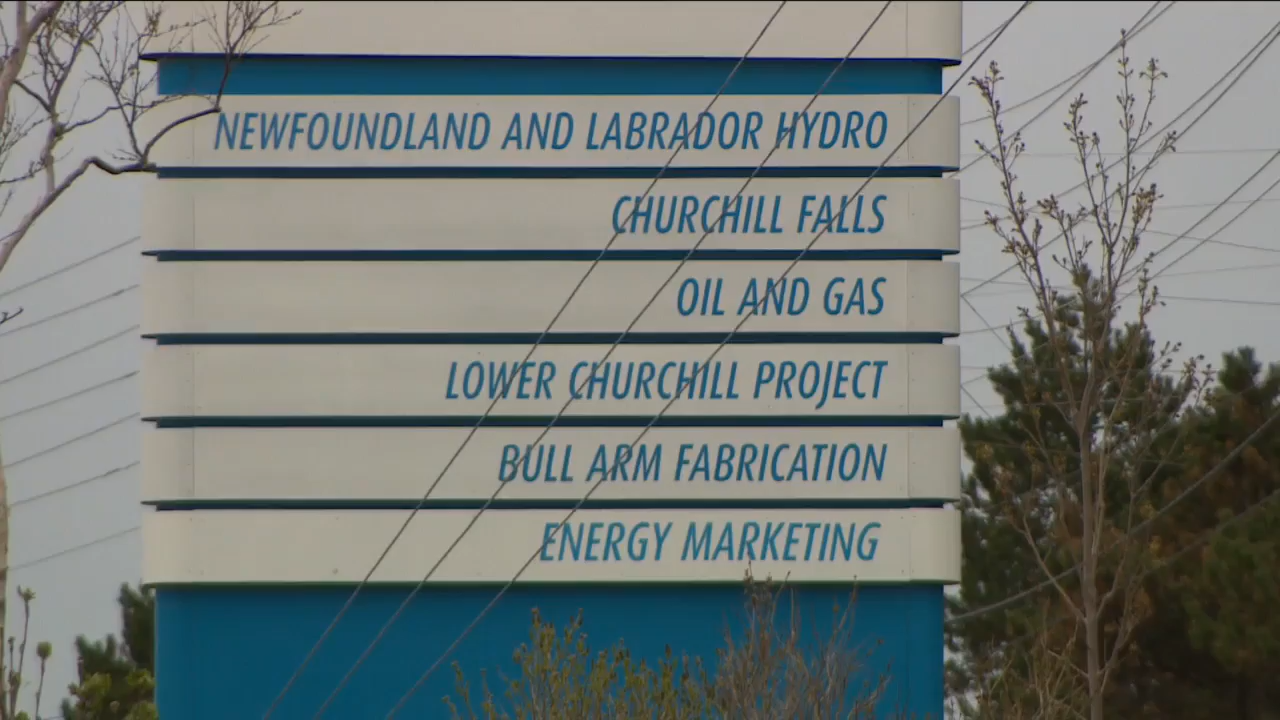 NEWFOUNDLAND AND LABRADOR HYDRO
CHURCHILL FALLS
OIL AND GAS
LOWER CHURCHILL PROJECT
BULL ARM FABRICATION
ENERGY MARKETING